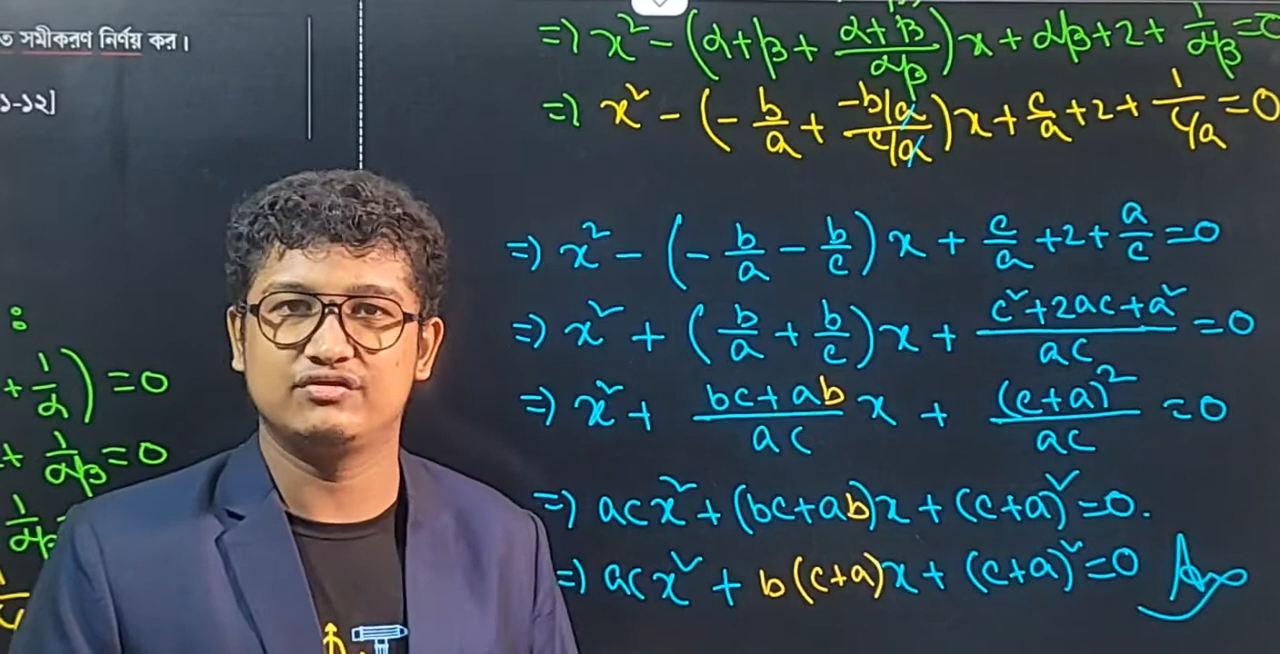 ত সমীকরণ নির্ণয় কর।
১-১২]
:
+ 1/α) = 0
+ 1/αβ = 0
1/αβ
=> x² - (α+β + (α+β)/αβ)x + αβ + 2 + 1/αβ = 0
=> x² - (-b/a + (-b/a)/(c/a))x + c/a + 2 + 1/(c/a) = 0
=> x² - (-b/a - b/c)x + c/a + 2 + a/c = 0
=> x² + (b/a + b/c)x + (c² + 2ac + a²)/ac = 0
=> x² + (bc + ab)/ac x + (c+a)²/ac = 0
=> acx² + (bc+ab)x + (c+a)² = 0.
=> acx² + b(c+a)x + (c+a)² = 0 Ans